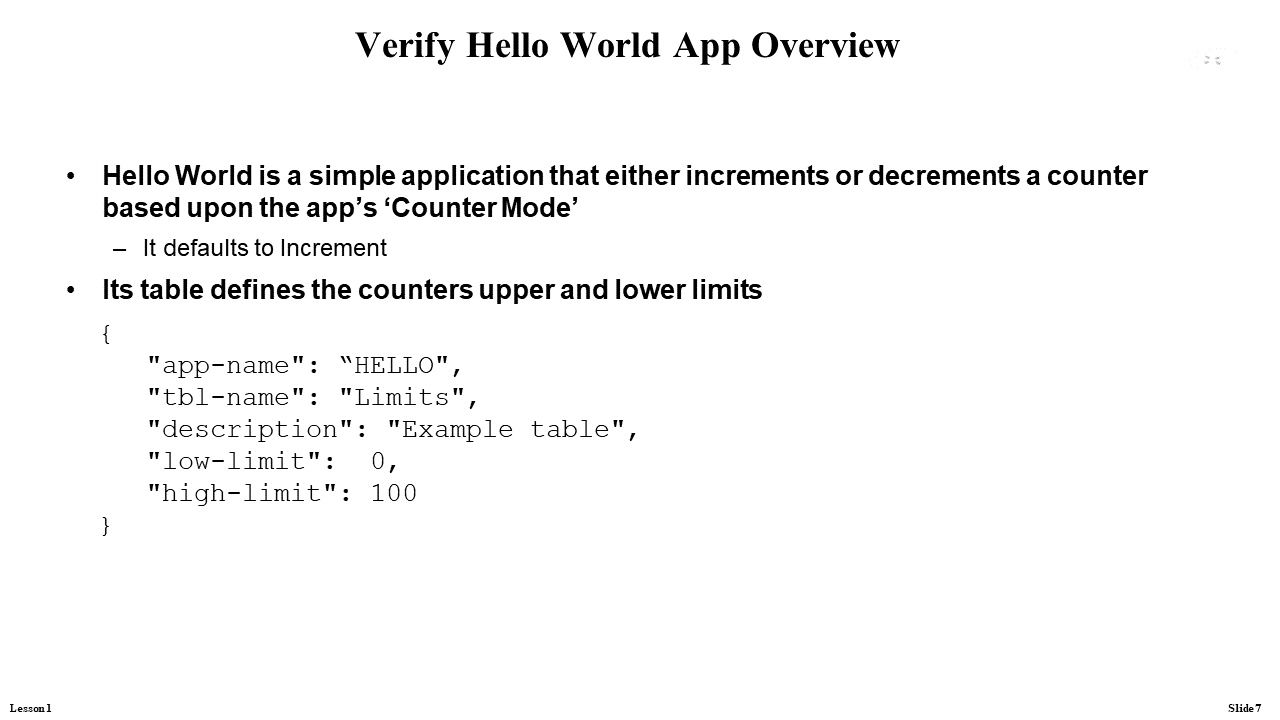 Verify Hello World App Overview
• Hello World is a simple application that either increments or decrements a counter
based upon the app’s ‘Counter Mode’
– It defaults to Increment
• Its table defines the counters upper and lower limits
{
"app-name": “HELLO",
"tbl-name": "Limits",
"description": "Example table",
"low-limit":  0,
"high-limit": 100
}
Lesson 1
Slide 7